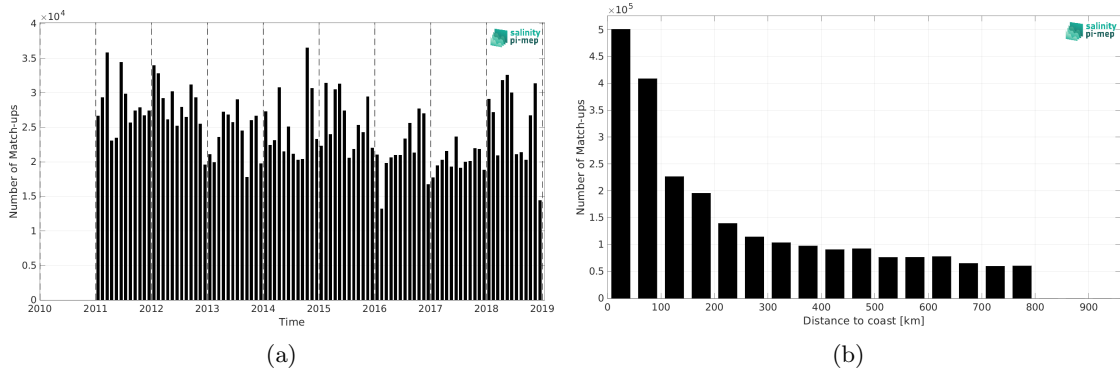 ×10⁴
4
3.5
3
2.5
2
1.5
1
0.5
0
Number of Match-ups
2010 2011 2012 2013 2014 2015 2016 2017 2018 2019
Time
salinity
pi-mep
(a)
×10⁵
5
4.5
4
3.5
3
2.5
2
1.5
1
0.5
0
Number of Match-ups
0 100 200 300 400 500 600 700 800 900
Distance to coast [km]
salinity
pi-mep
(b)